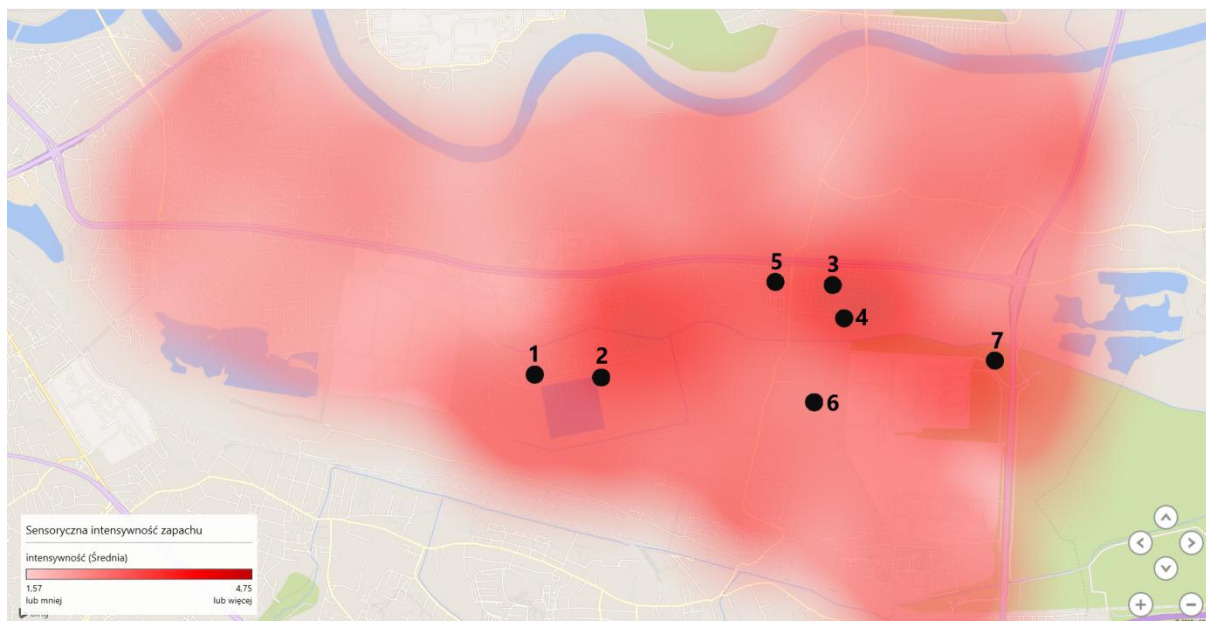 5
3
4
1
2
7
6
Sensoryczna intensywność zapachu
intensywność (Średnia)
1,57
4,75
lub mniej
lub więcej